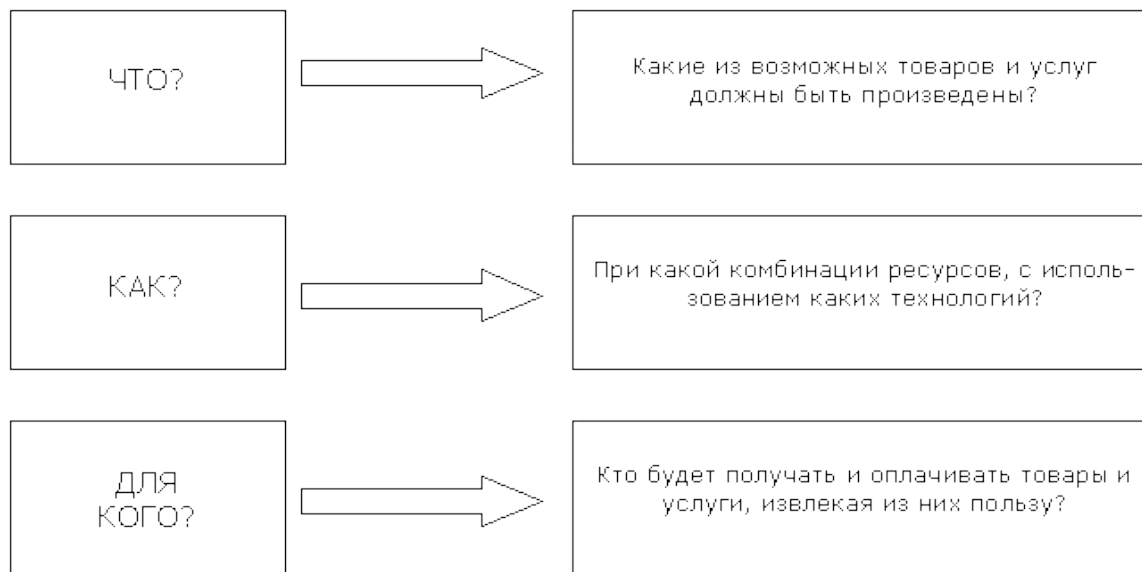 ЧТО?
Какие из возможных товаров и услуг
должны быть произведены?
КАК?
При какой комбинации ресурсов, с исполь-
зованием каких технологий?
ДЛЯ
КОГО?
Кто будет получать и оплачивать товары и
услуги, извлекая из них пользу?